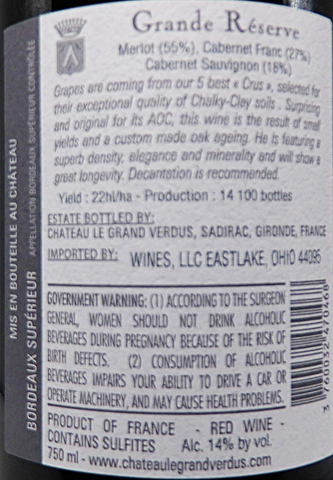 Grande Réserve
Merlot (55%), Cabernet Franc (27%)
Cabernet Sauvignon (18%)
Grapes are coming from our 5 best « Crus », selected for
their exceptional quality of Chalky-Clay soils . Surprizing
and original for its AOC, this wine is the result of small
yields and a custom made oak ageing. He is featuring a
superb density, elegance and minerality and will show a
great longevity. Decantation is recommended.
Yield : 22hl/ha - Production : 14 100 bottles
ESTATE BOTTLED BY:
CHATEAU LE GRAND VERDUS, SADIRAC, GIRONDE, FRANCE
IMPORTED BY: WINES, LLC EASTLAKE, OHIO 44095
GOVERNMENT WARNING: (1) ACCORDING TO THE SURGEON
GENERAL, WOMEN SHOULD NOT DRINK ALCOHOLIC
BEVERAGES DURING PREGNANCY BECAUSE OF THE RISK OF
BIRTH DEFECTS. (2) CONSUMPTION OF ALCOHOLIC
BEVERAGES IMPAIRS YOUR ABILITY TO DRIVE A CAR OR
OPERATE MACHINERY, AND MAY CAUSE HEALTH PROBLEMS.
PRODUCT OF FRANCE - RED WINE -
CONTAINS SULFITES Alc. 14% by vol.
750 ml - www.chateaulegrandverdus.com
MIS EN BOUTEILLE AU CHÂTEAU
BORDEAUX SUPÉRIEUR APPELLATION BORDEAUX SUPÉRIEUR CONTRÔLÉE